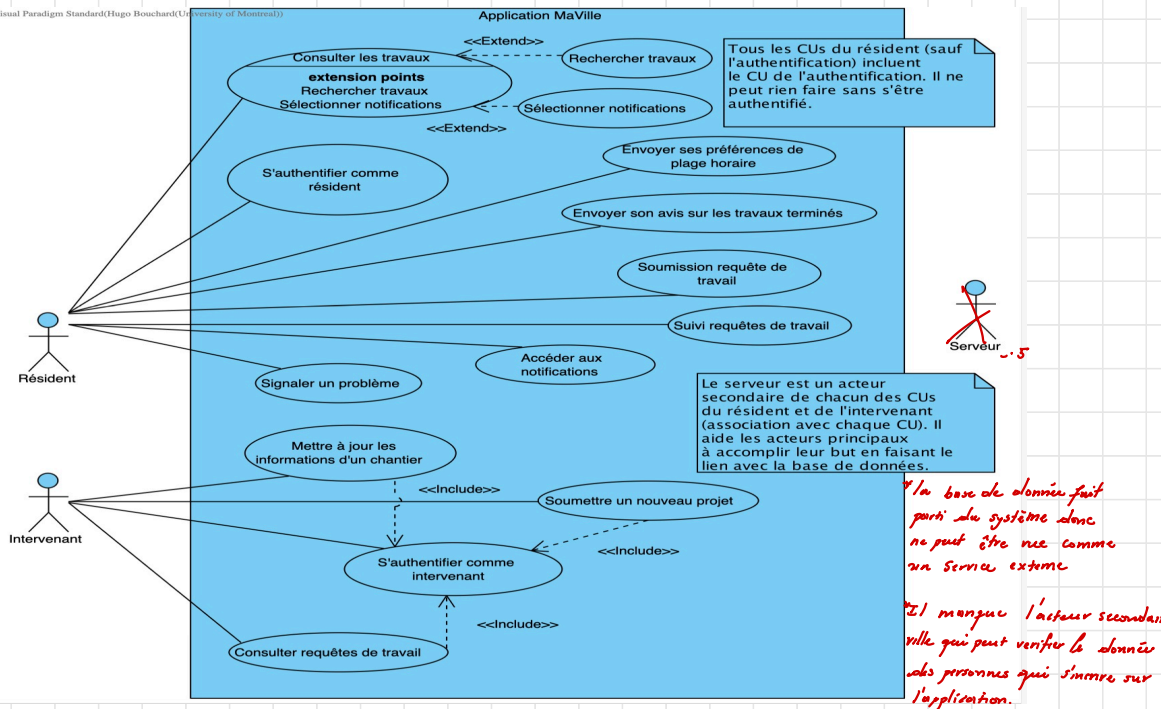 isual Paradigm Standard(Hugo Bouchard(University of Montreal))
Application MaVille
<<Extend>>
Consulter les travaux
extension points
Rechercher travaux
Sélectionner notifications
Rechercher travaux
Sélectionner notifications
<<Extend>>
Tous les CUs du résident (sauf
l'authentification) incluent
le CU de l'authentification. Il ne
peut rien faire sans s'être
authentifié.
Envoyer ses préférences de
plage horaire
S'authentifier comme
résident
Envoyer son avis sur les travaux terminés
Soumission requête de
travail
Suivi requêtes de travail
Serveur
Résident
Accéder aux
notifications
Signaler un problème
Le serveur est un acteur
secondaire de chacun des CUs
du résident et de l'intervenant
(association avec chaque CU). Il
aide les acteurs principaux
à accomplir leur but en faisant le
lien avec la base de données.
Mettre à jour les
informations d'un chantier
<<Include>>
Soumettre un nouveau projet
Intervenant
<<Include>>
S'authentifier comme
intervenant
<<Include>>
Consulter requêtes de travail
la base de donnée fait
parti du système donc
ne peut être vue comme
un service externe
Il manque l'acteur secondai
ville qui peut verifier la donnée
des personnes qui sur
l'application.